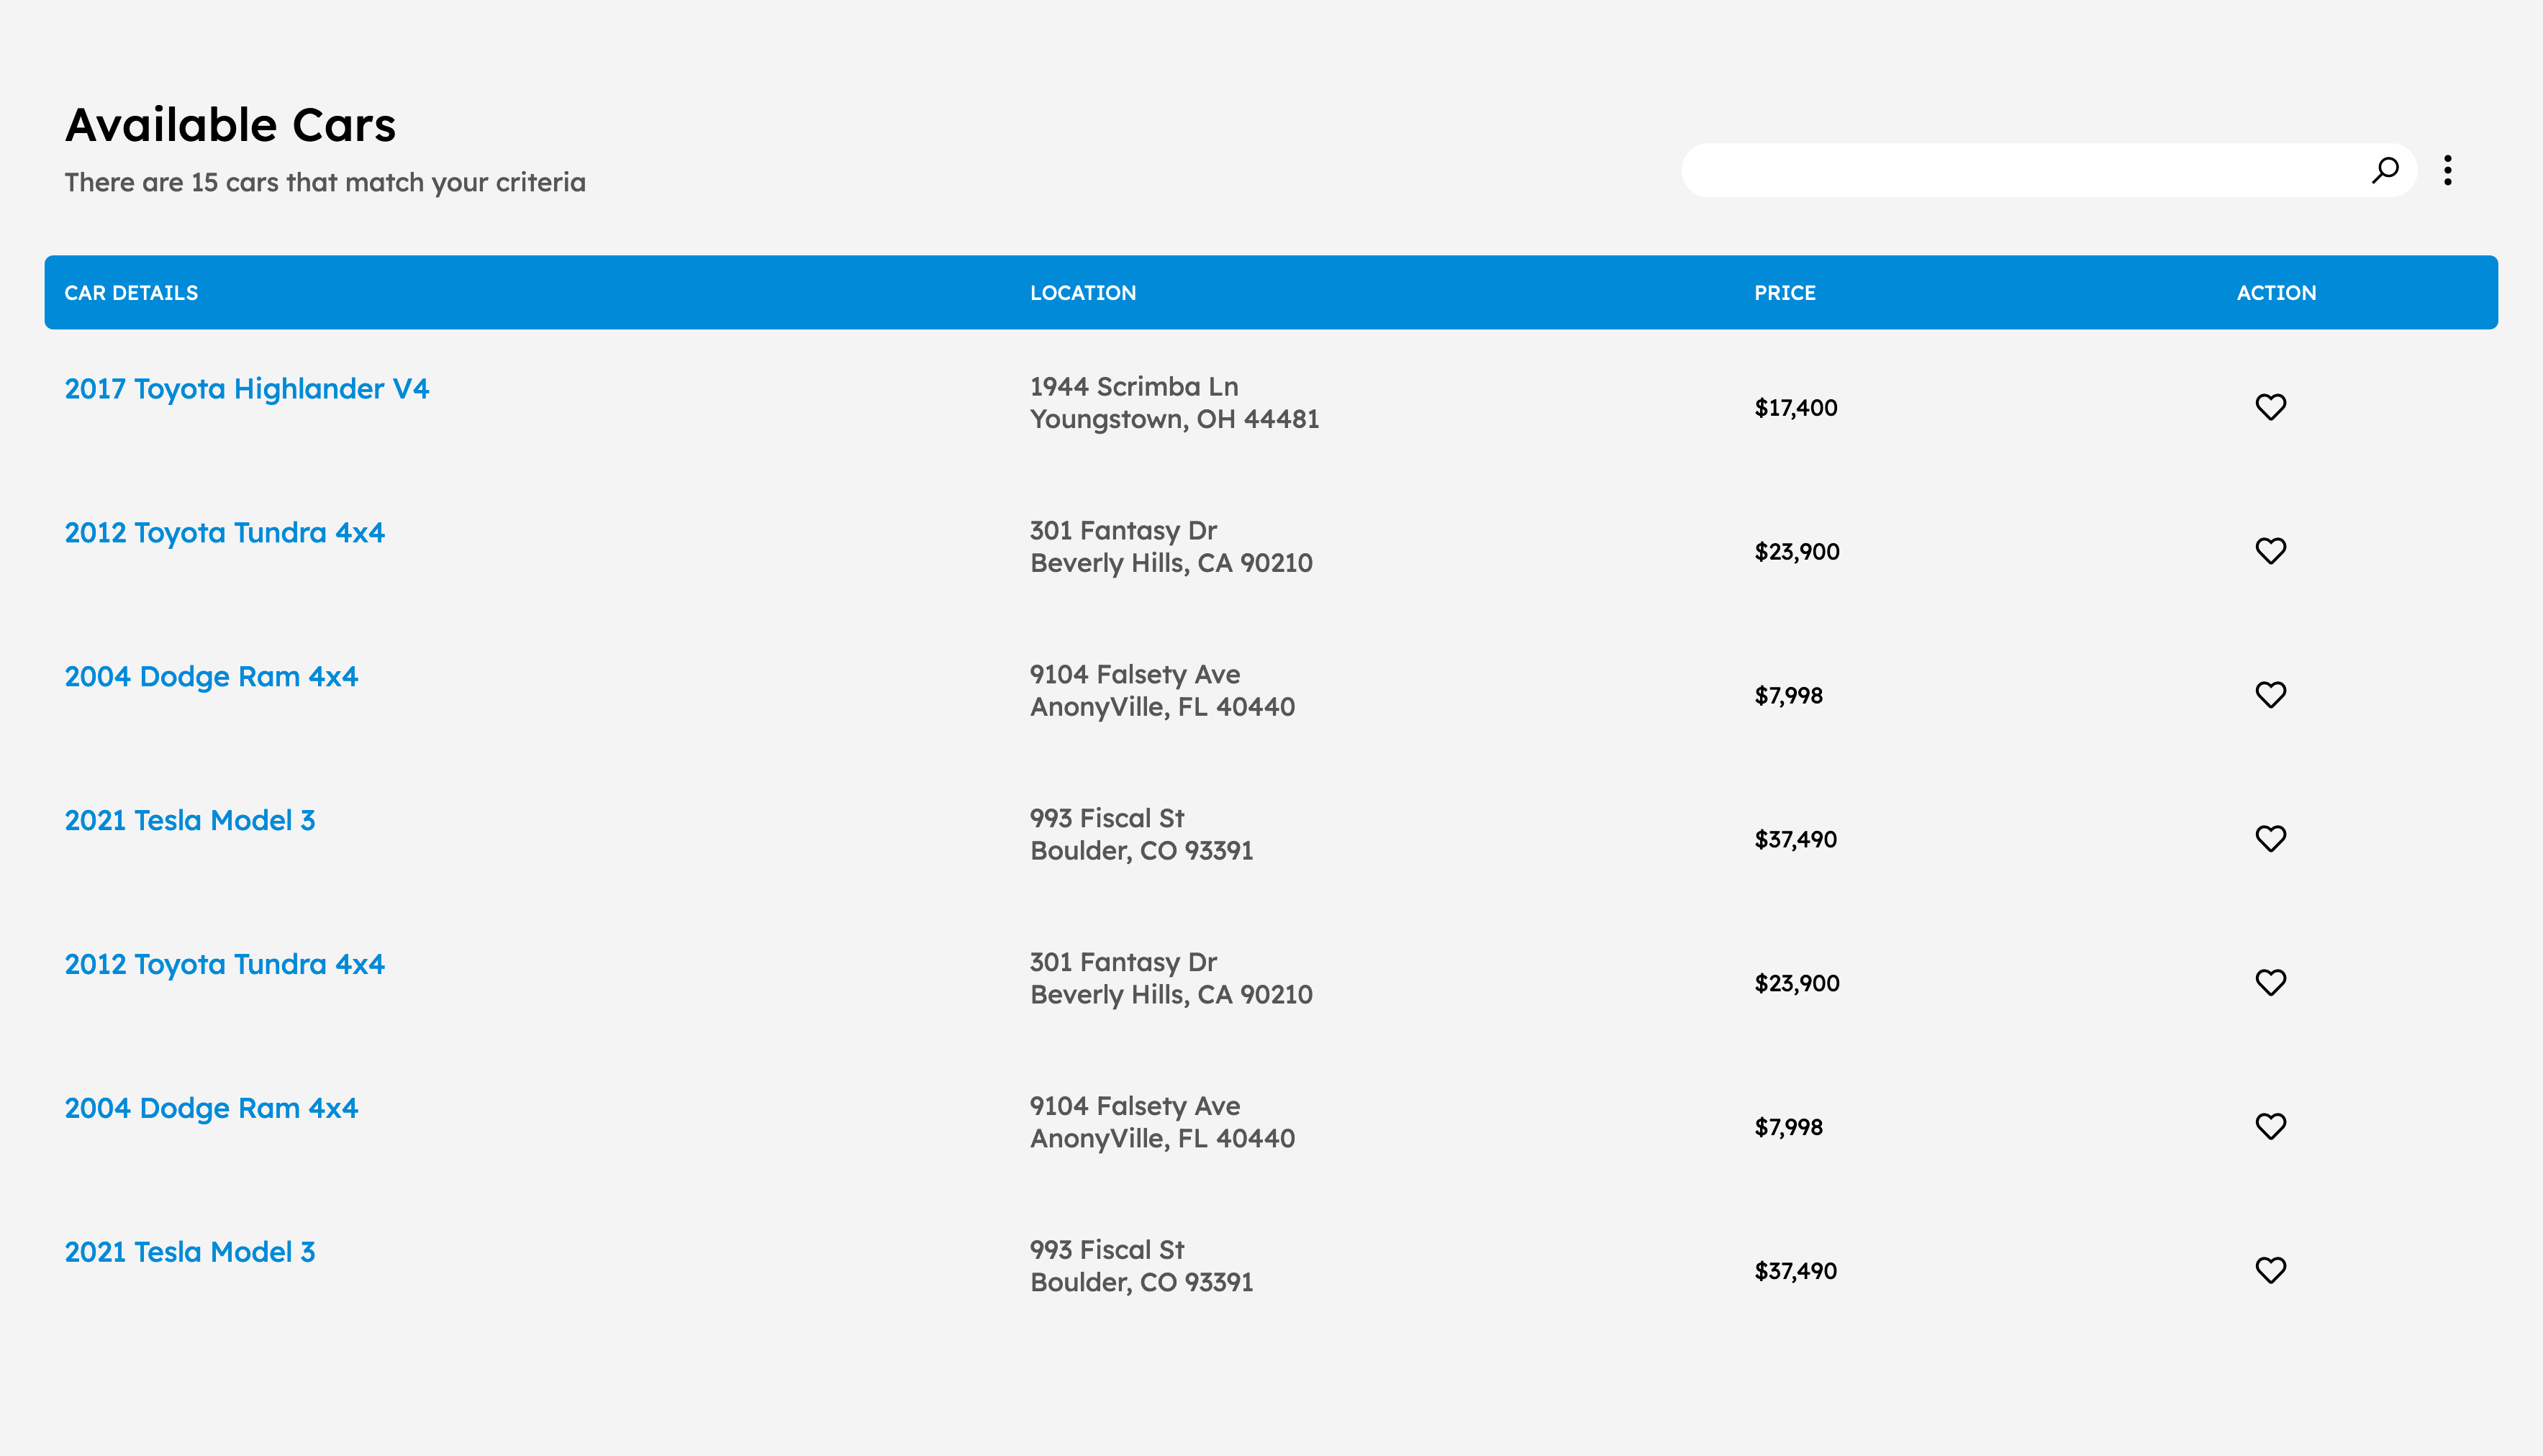 Available Cars
There are 15 cars that match your criteria
CAR DETAILS LOCATION PRICE ACTION
2017 Toyota Highlander V4
1944 Scrimba Ln
Youngstown, OH 44481
$17,400
2012 Toyota Tundra 4x4
301 Fantasy Dr
Beverly Hills, CA 90210
$23,900
2004 Dodge Ram 4x4
9104 Falsety Ave
AnonyVille, FL 40440
$7,998
2021 Tesla Model 3
993 Fiscal St
Boulder, CO 93391
$37,490
2012 Toyota Tundra 4x4
301 Fantasy Dr
Beverly Hills, CA 90210
$23,900
2004 Dodge Ram 4x4
9104 Falsety Ave
AnonyVille, FL 40440
$7,998
2021 Tesla Model 3
993 Fiscal St
Boulder, CO 93391
$37,490